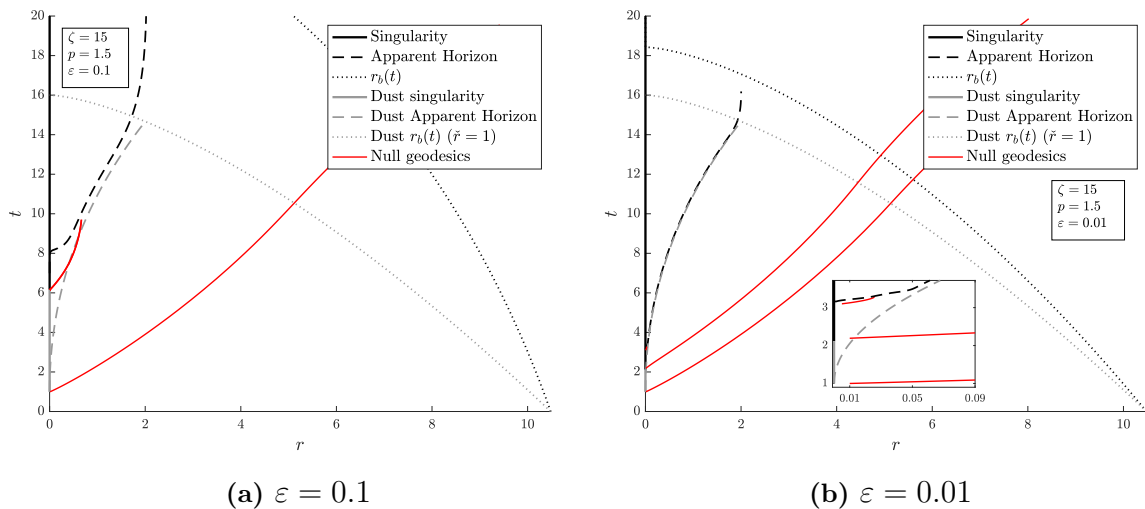 20
18
16
14
12
10
8
6
4
2
0
t
0
2
4
6
8
10
r
ζ = 15
p = 1.5
ε = 0.1
Singularity
Apparent Horizon
r_b(t)
Dust singularity
Dust Apparent Horizon
Dust r_b(t) (ř = 1)
Null geodesics
(a) ε = 0.1
20
18
16
14
12
10
8
6
4
2
0
t
0
2
4
6
8
10
r
Singularity
Apparent Horizon
r_b(t)
Dust singularity
Dust Apparent Horizon
Dust r_b(t) (ř = 1)
Null geodesics
ζ = 15
p = 1.5
ε = 0.01
3
2
1
0.01
0.05
0.09
(b) ε = 0.01